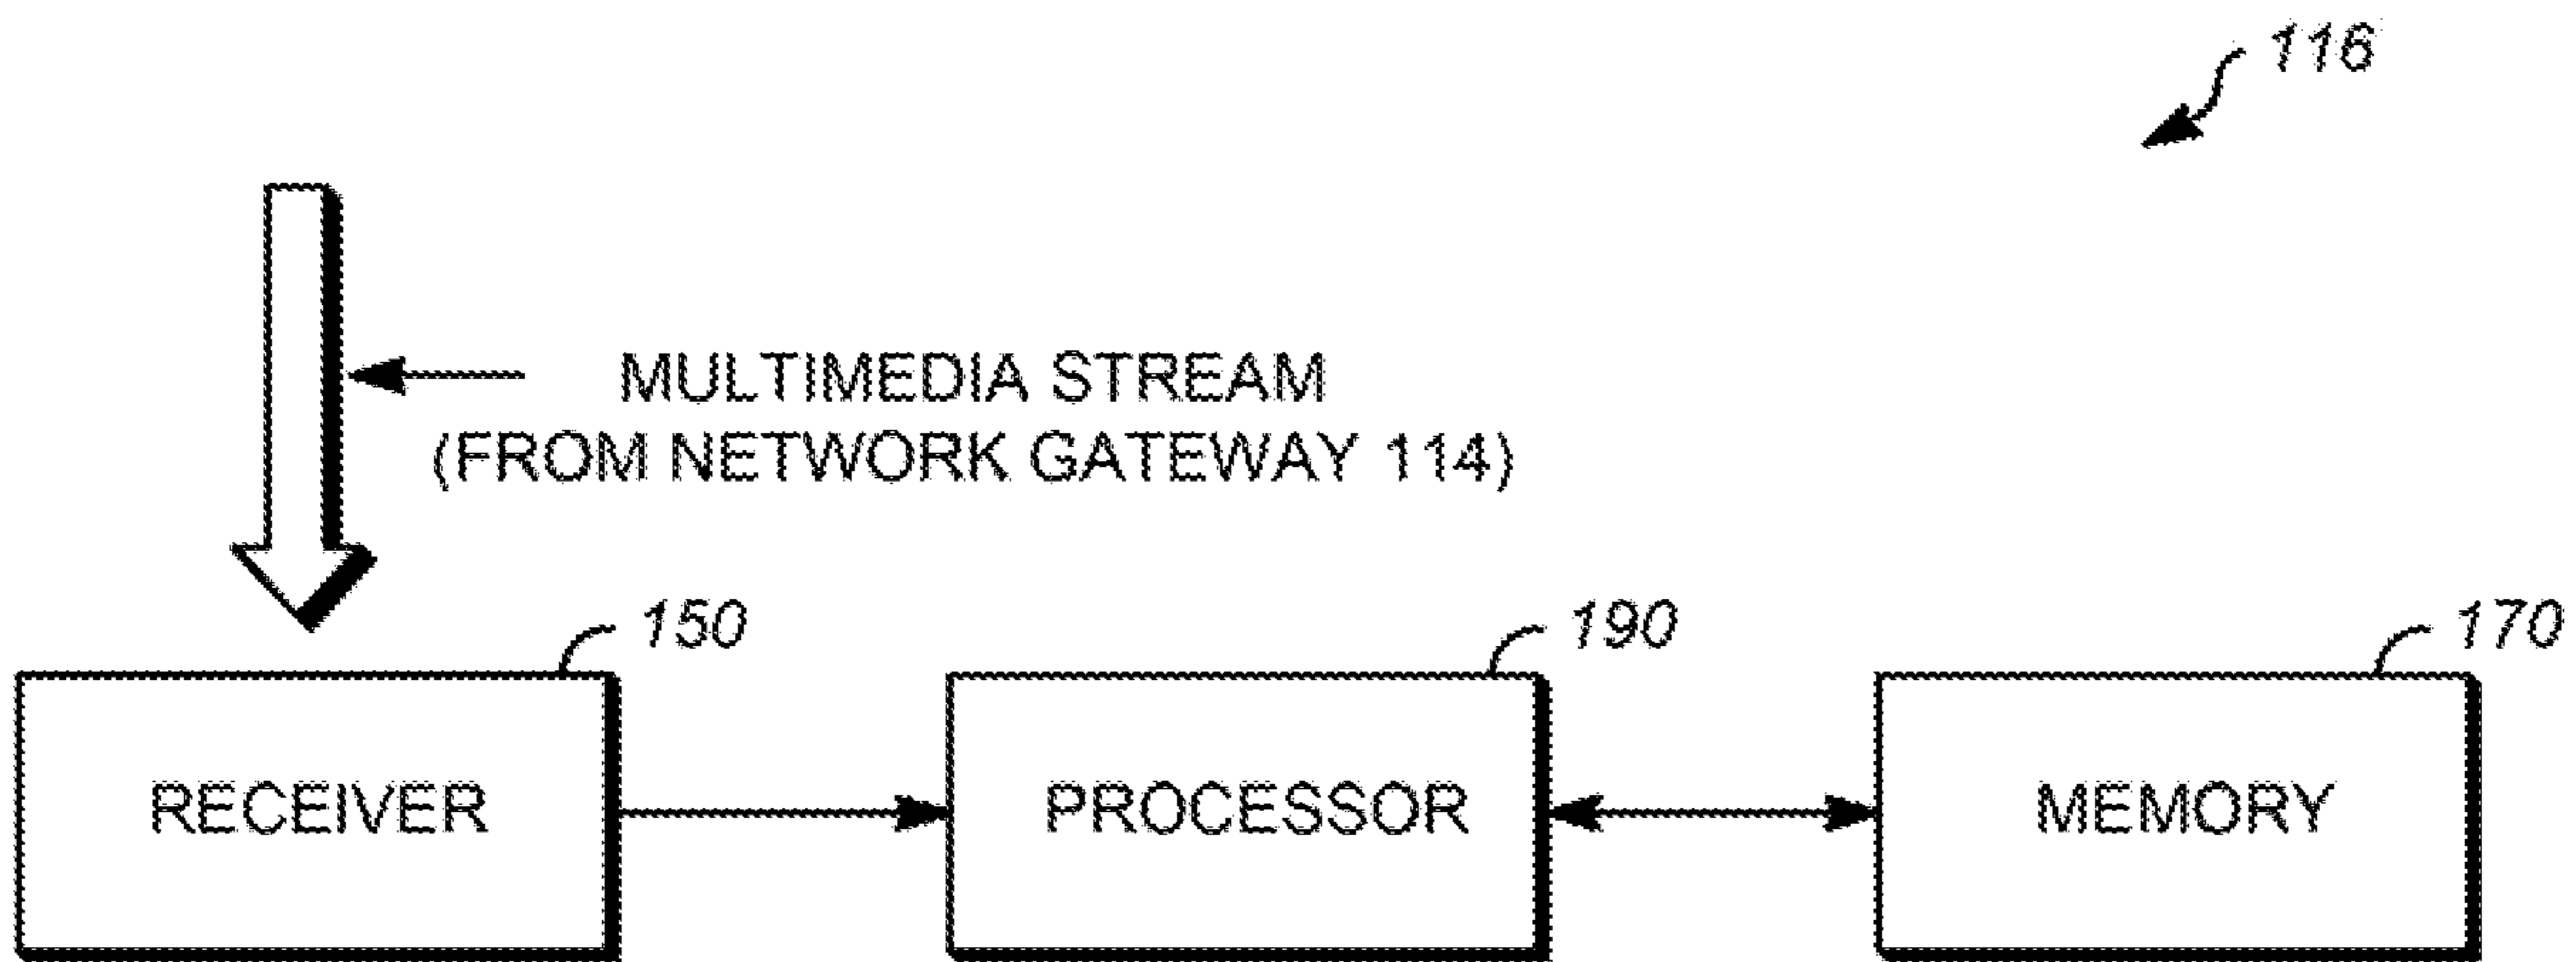 116
MULTIMEDIA STREAM
(FROM NETWORK GATEWAY 114)
150
190
170
RECEIVER
PROCESSOR
MEMORY